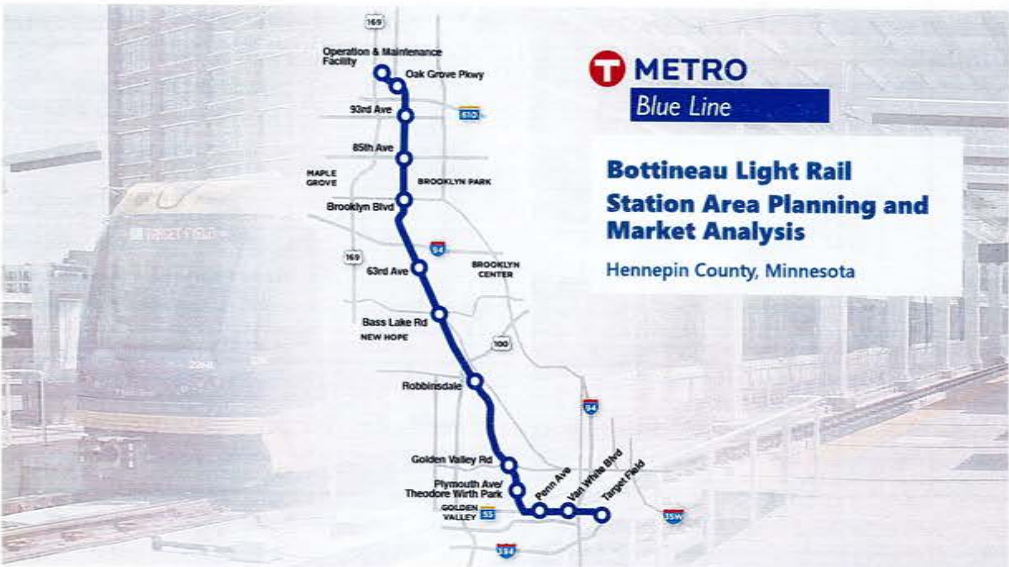 169
Operation & Maintenance
Facility
Oak Grove Pkwy
93rd Ave
610
85th Ave
MAPLE
GROVE
BROOKLYN PARK
Brooklyn Blvd
94
169
63rd Ave
BROOKLYN
CENTER
Bass Lake Rd
NEW HOPE
100
Robbinsdale
94
Golden Valley Rd
Plymouth Ave/
Theodore Wirth Park
Penn Ave
Van White Blvd
Target Field
GOLDEN
VALLEY
55
35W
394
T METRO
Blue Line
Bottineau Light Rail
Station Area Planning and
Market Analysis
Hennepin County, Minnesota
TARGET FIELD